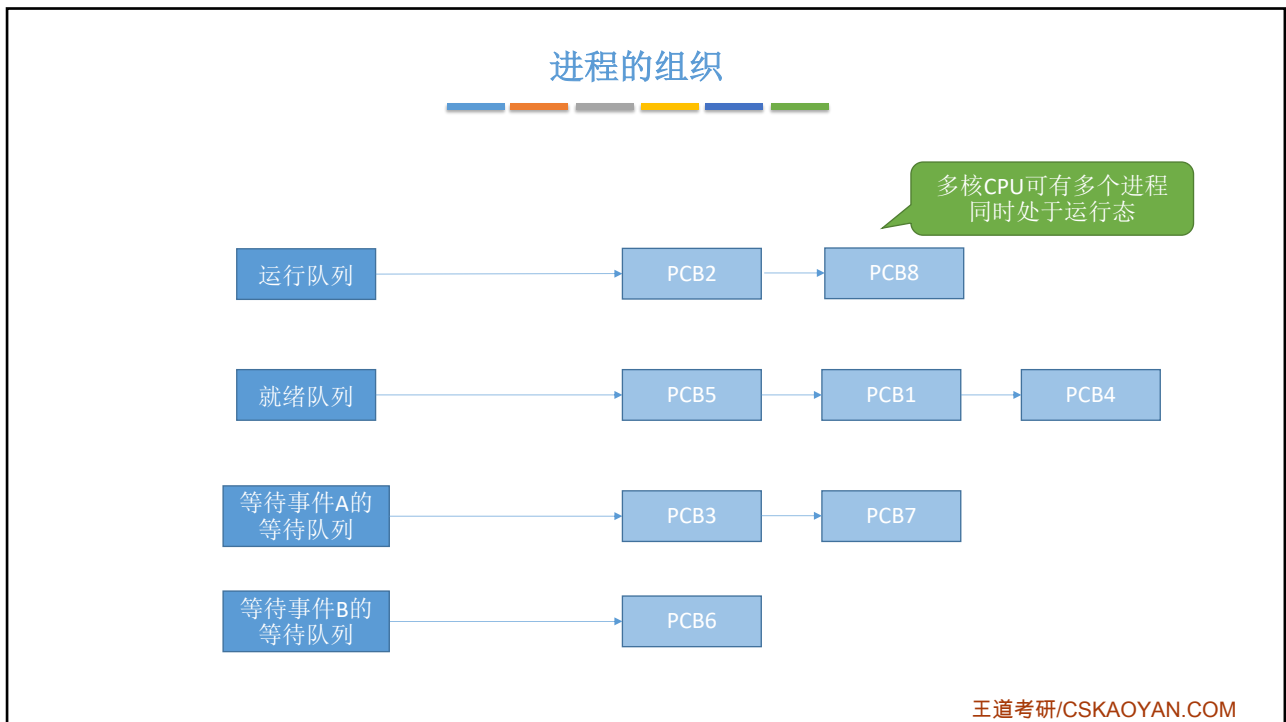 进程的组织
多核CPU可有多个进程
同时处于运行态
运行队列
PCB2
PCB8
就绪队列
PCB5
PCB1
PCB4
等待事件A的
等待队列
PCB3
PCB7
等待事件B的
等待队列
PCB6
王道考研/CSKAOYAN.COM